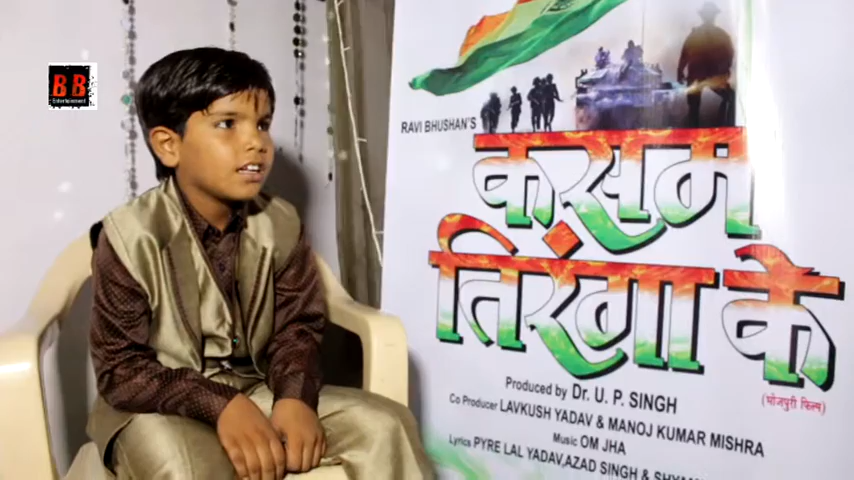 BB
Entertainment
RAVI BHUSHAN'S
कसम
तिरंगा के
(भोजपुरी फिल्म)
Produced by Dr. U. P. SINGH
Co Producer LAVKUSH YADAV & MANOJ KUMAR MISHRA
Music OM JHA
Lyrics PYRE LAL YADAV,AZAD SINGH &